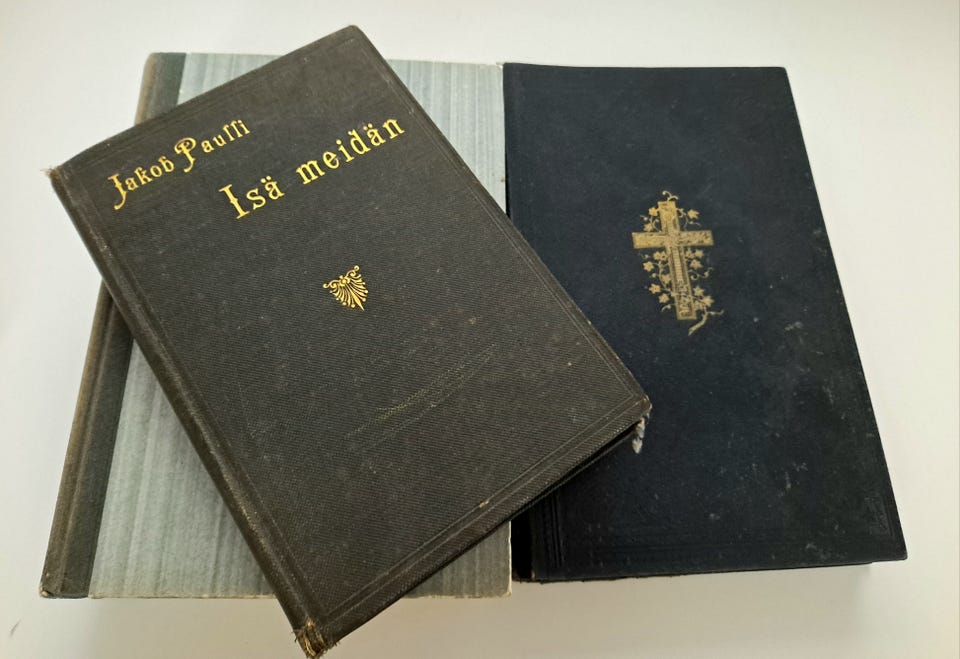 Jakob Paulli
Isä meidän